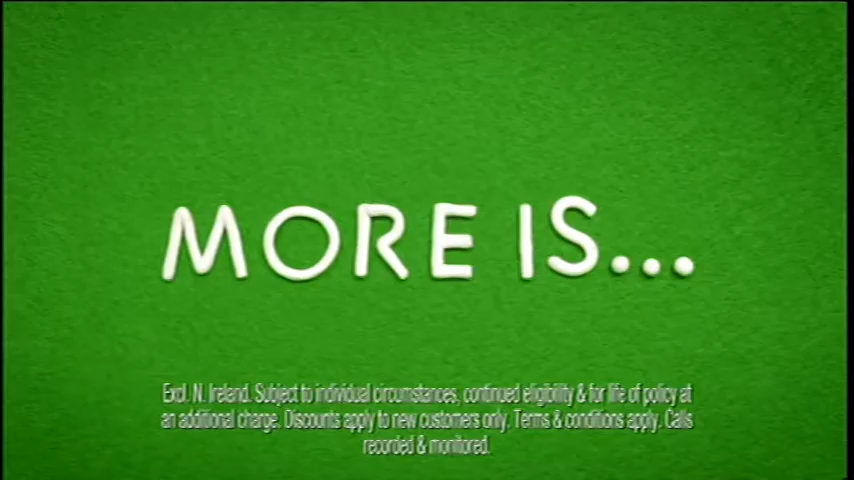 MORE IS...
Excl. N. Ireland. Subject to individual circumstances, continued eligibility & for life of policy at
an additional charge. Discounts apply to new customers only. Terms & conditions apply. Calls
recorded & monitored.